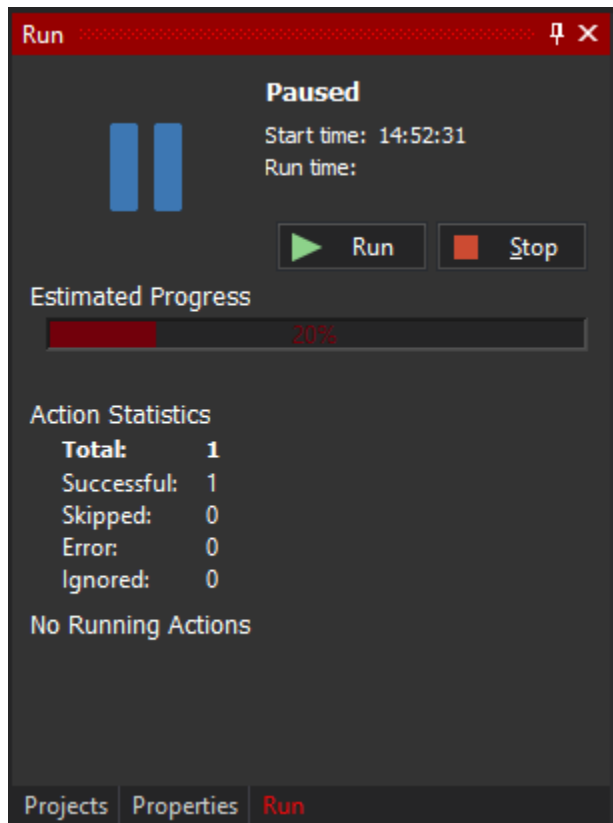 Run
Paused
Start time: 14:52:31
Run time:
Run Stop
Estimated Progress
20%
Action Statistics
Total: 1
Successful: 1
Skipped: 0
Error: 0
Ignored: 0
No Running Actions
Projects Properties Run